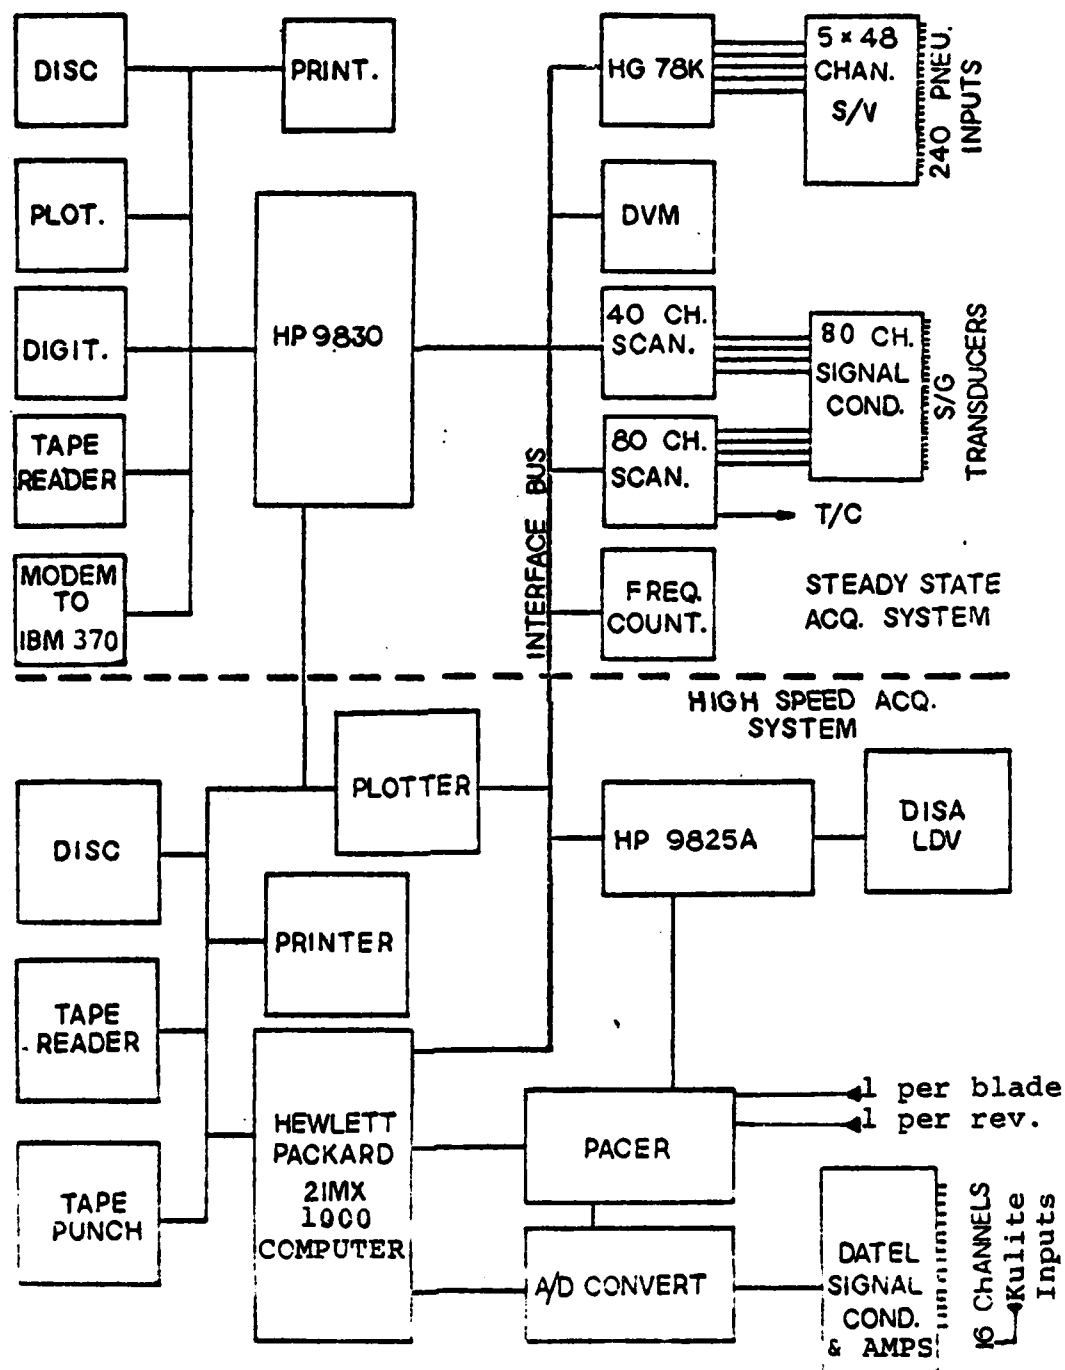 DISC
PRINT.
PLOT.
DIGIT.
TAPE
READER
MODEM
TO
IBM 370
HP 9830
INTERFACE BUS
HG 78K
5 × 48
CHAN.
S/V
240 PNEU.
INPUTS
DVM
40 CH.
SCAN.
80 CH.
SIGNAL
COND.
S/G
TRANSDUCERS
80 CH.
SCAN.
T/C
FREQ.
COUNT.
STEADY STATE
ACQ. SYSTEM
HIGH SPEED ACQ.
SYSTEM
PLOTTER
DISC
PRINTER
TAPE
READER
TAPE
PUNCH
HEWLETT
PACKARD
21MX
1000
COMPUTER
HP 9825A
DISA
LDV
PACER
1 per blade
1 per rev.
A/D CONVERT
DATEL
SIGNAL
COND.
& AMPS
16 ChANNELS
Kulite
Inputs